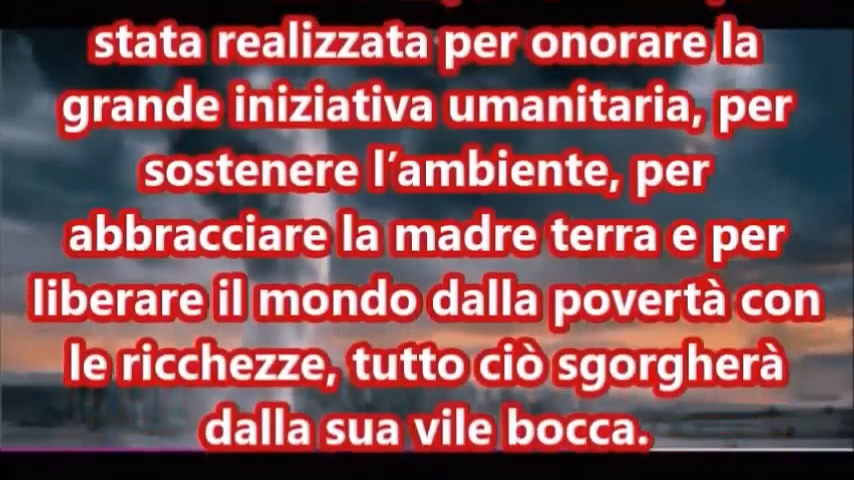 stata realizzata per onorare la
grande iniziativa umanitaria, per
sostenere l’ambiente, per
abbracciare la madre terra e per
liberare il mondo dalla povertà con
le ricchezze, tutto ciò sgorgherà
dalla sua vile bocca.